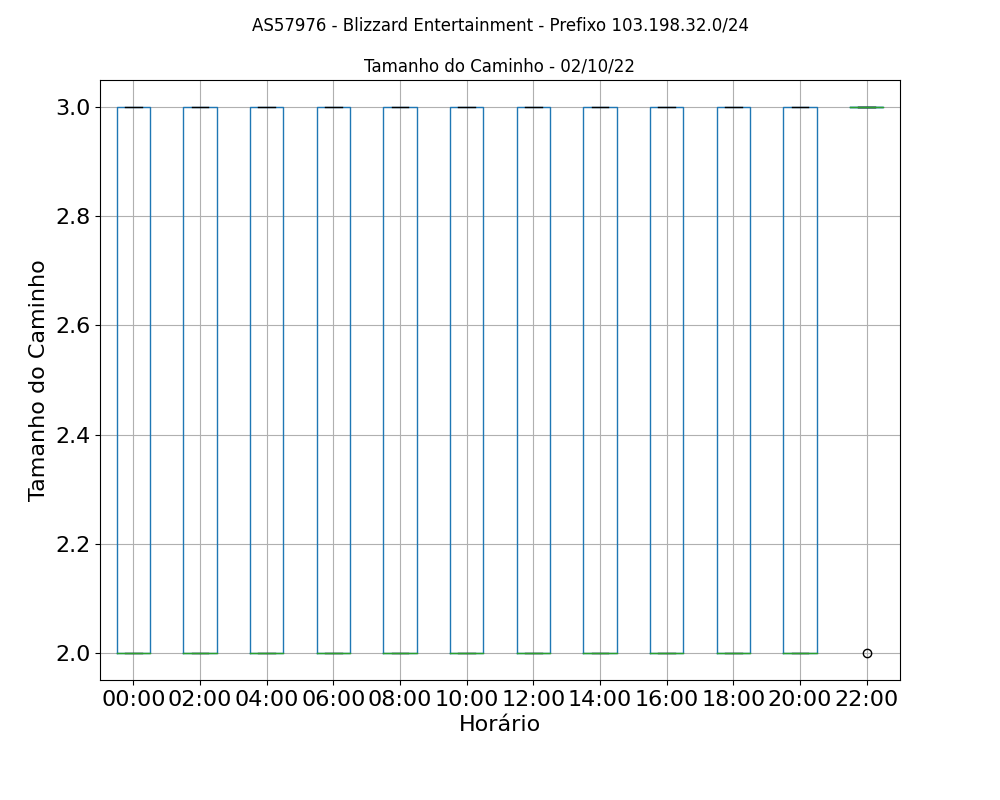 AS57976 - Blizzard Entertainment - Prefixo 103.198.32.0/24
Tamanho do Caminho - 02/10/22
3.0
2.8
2.6
2.4
2.2
2.0
Tamanho do Caminho
00:00 02:00 04:00 06:00 08:00 10:00 12:00 14:00 16:00 18:00 20:00 22:00
Horário